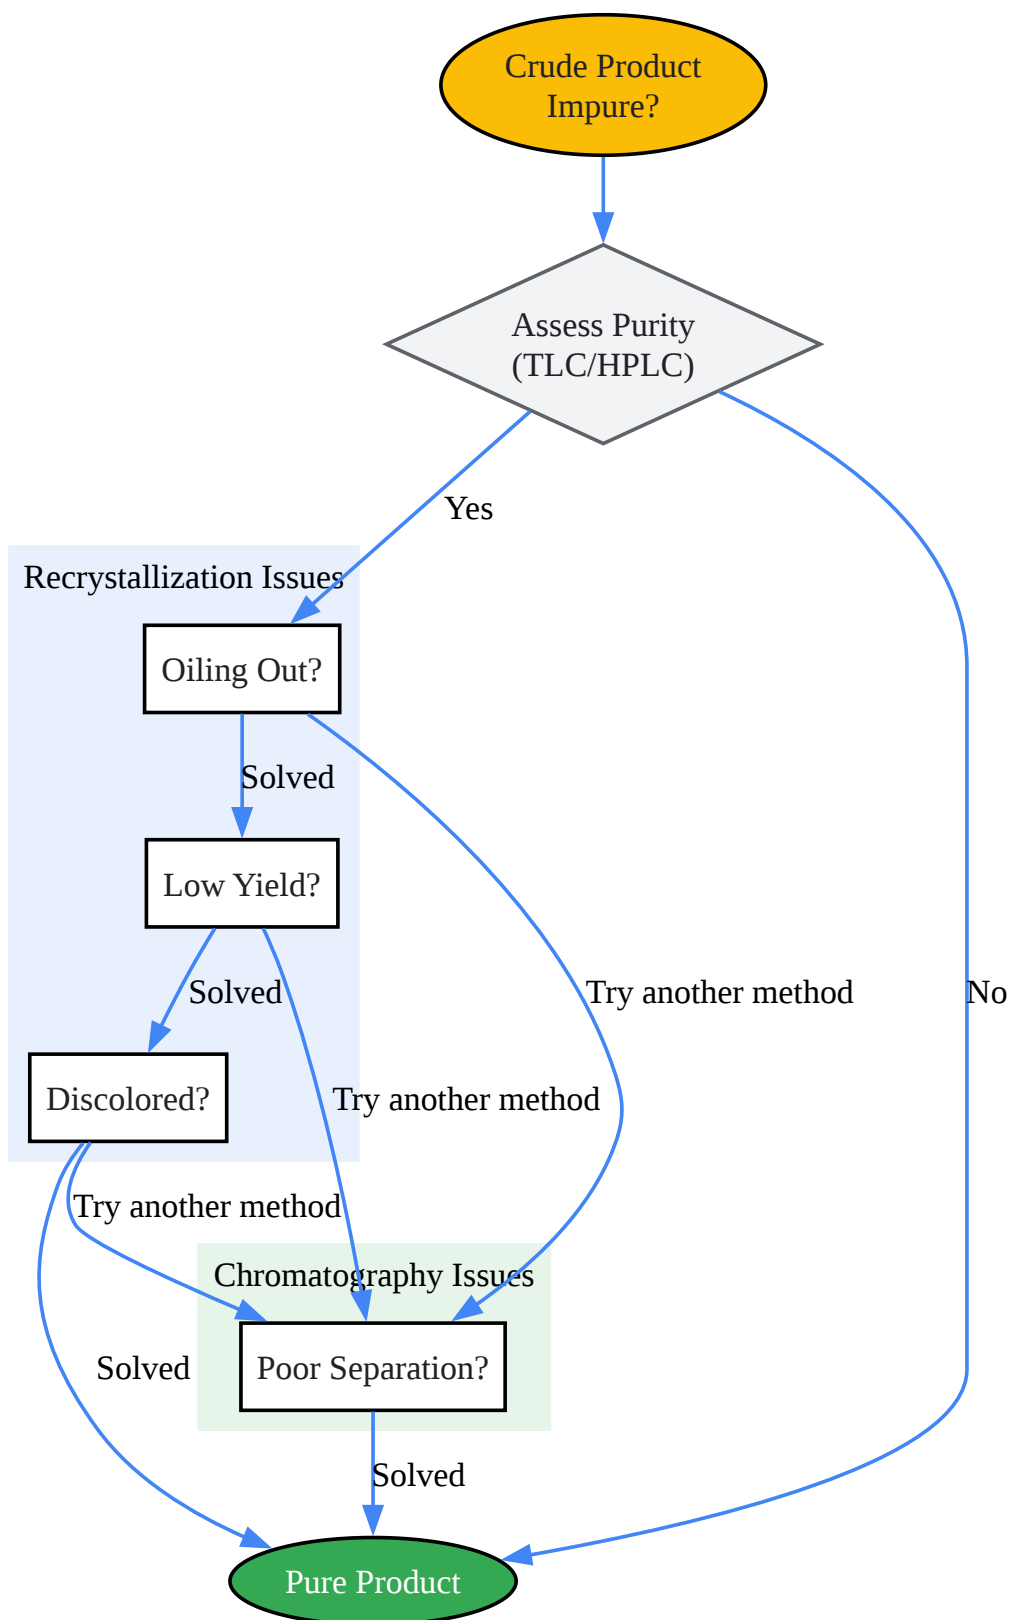 Crude Product
Impure?
Assess Purity
(TLC/HPLC)
Yes
Recrystallization Issues
Oiling Out?
Solved
Low Yield?
Solved
Try another method
No
Discolored?
Try another method
Try another method
Chromatography Issues
Solved
Poor Separation?
Solved
Pure Product